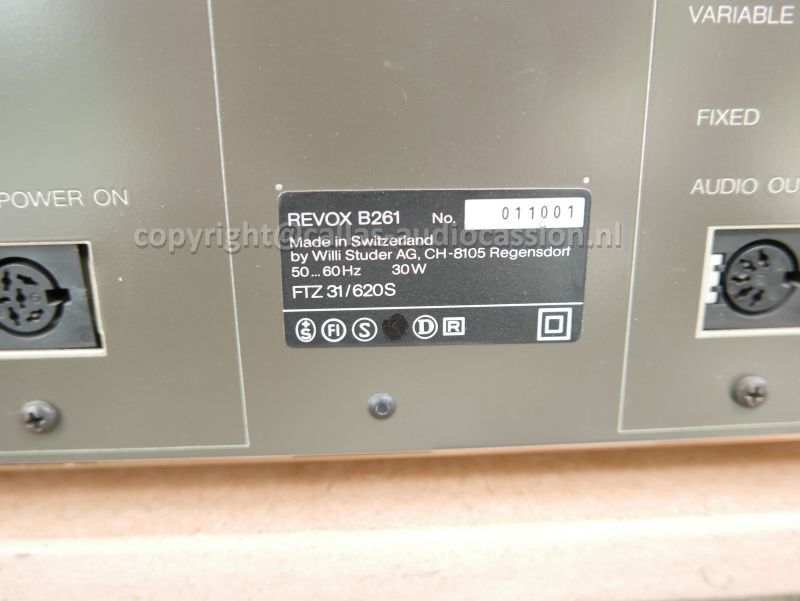 VARIABLE
FIXED
POWER ON
AUDIO OU
REVOX B261 No. 011001
copyright@callas-audiocassion.nl
Made in Switzerland
by Willi Studer AG, CH-8105 Regensdorf
50...60Hz 30W
FTZ 31/620S
S FI S D R